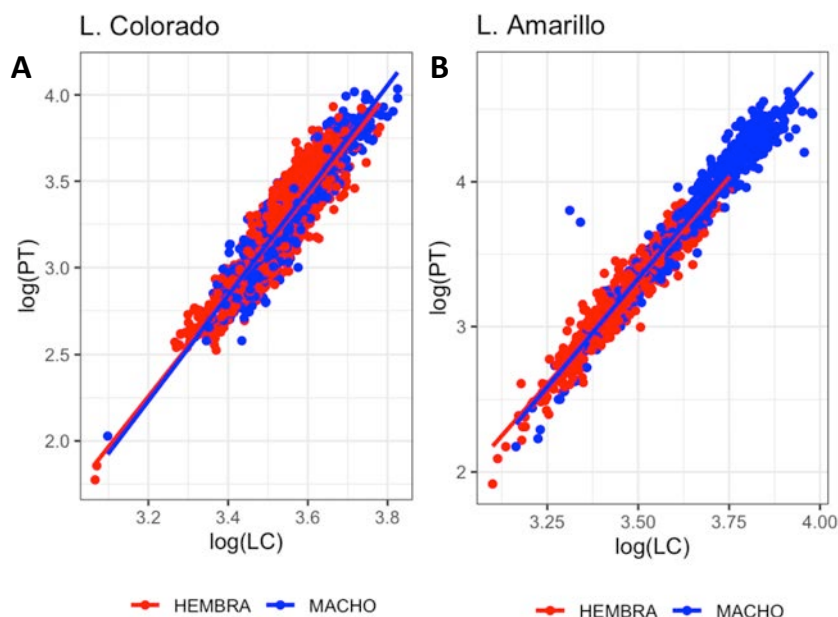 L. Colorado
A
4.0
3.5
3.0
2.5
2.0
log(PT)
3.2 3.4 3.6 3.8
log(LC)
HEMBRA MACHO
L. Amarillo
B
4
3
2
log(PT)
3.25 3.50 3.75 4.00
log(LC)
HEMBRA MACHO